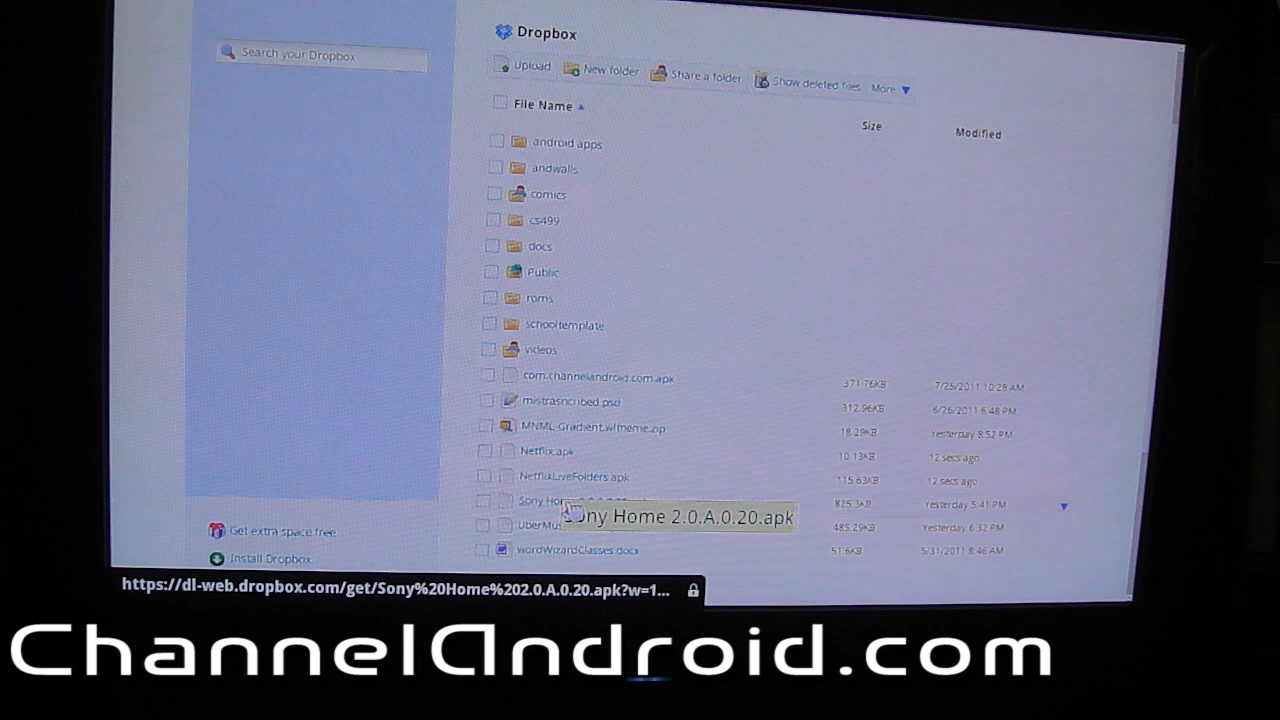 Dropbox
Search your Dropbox
Upload New folder Share a folder Show deleted files More
File Name Size Modified
android apps
andwalls
comics
cs499
docs
Public
roms
schooltemplate
videos
com.channelandroid.com.apk 371.76KB 7/25/2011 10:28 AM
mistrasncribed.psd 312.96KB 6/26/2011 6:48 PM
MNML-Gradient.wltheme.zip 18.29KB Yesterday 8:52 PM
Netflix.apk 10.13KB 12 secs ago
NetflixLiveFolders.apk 115.63KB 12 secs ago
Sony 825.3KB Yesterday 5:41 PM
Sony Home 2.0.A.0.20.apk
485.29KB Yesterday 6:32 PM
Get extra space free
wordWizardClasses.docx 51.6KB 5/31/2011 8:46 AM
Install Dropbox
https://dl-web.dropbox.com/get/Sony%20Home%202.0.A.0.20.apk?w=1...
ChannelAndroid.com